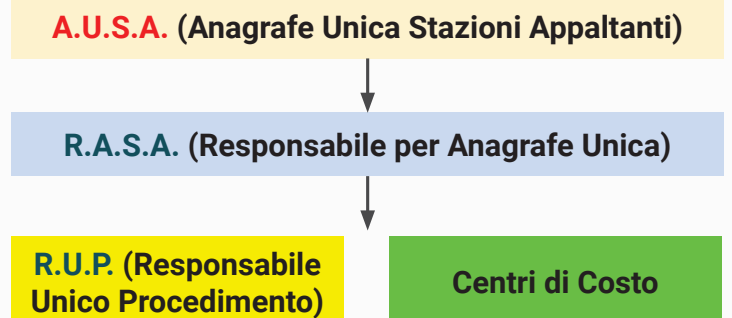 A.U.S.A. (Anagrafe Unica Stazioni Appaltanti)
R.A.S.A. (Responsabile per Anagrafe Unica)
R.U.P. (Responsabile
Unico Procedimento)
Centri di Costo